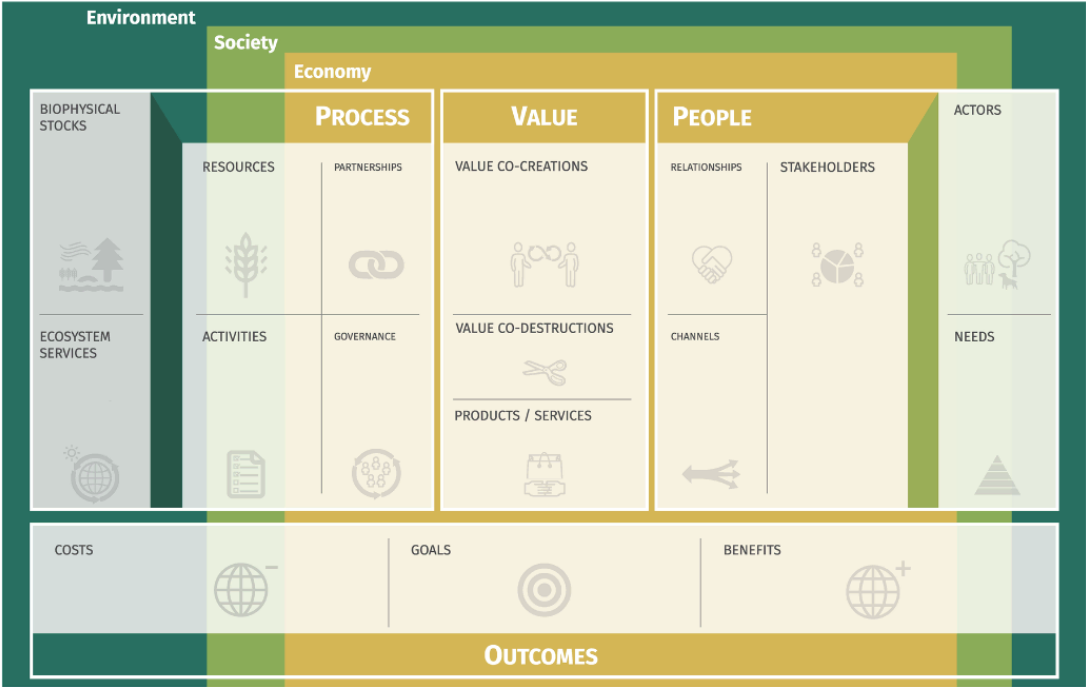 Environment
Society
Economy
BIOPHYSICAL
STOCKS
PROCESS
VALUE
PEOPLE
ACTORS
RESOURCES
PARTNERSHIPS
VALUE CO-CREATIONS
RELATIONSHIPS
STAKEHOLDERS
ECOSYSTEM
SERVICES
ACTIVITIES
GOVERNANCE
VALUE CO-DESTRUCTIONS
CHANNELS
NEEDS
PRODUCTS / SERVICES
COSTS
GOALS
BENEFITS
OUTCOMES